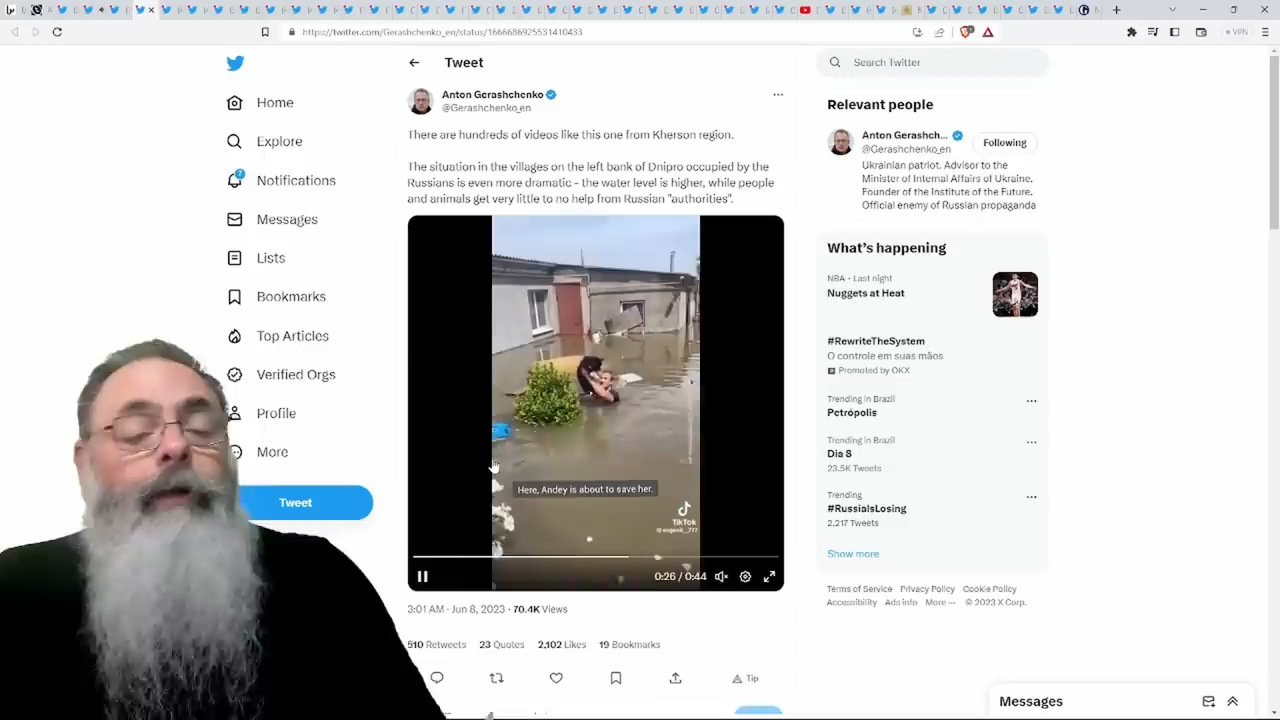 https://twitter.com/Gerashchenko_en/status/1666686925531410433
VPN
Home
Explore
7
Notifications
Messages
Lists
Bookmarks
Top Articles
Verified Orgs
Profile
More
Tweet
Tweet
Anton Gerashchenko
@Gerashchenko_en
There are hundreds of videos like this one from Kherson region.
The situation in the villages on the left bank of Dnipro occupied by the
Russians is even more dramatic - the water level is higher, while people
and animals get very little to no help from Russian "authorities".
Here, Andey is about to save her.
TikTok
0:26 / 0:44
3:01 AM · Jun 8, 2023 · 70.4K Views
510 Retweets 23 Quotes 2,102 Likes 19 Bookmarks
Tip
Search Twitter
Relevant people
Anton Gerashch...
@Gerashchenko_en
Following
Ukrainian patriot. Advisor to the
Minister of Internal Affairs of Ukraine.
Founder of the Institute of the Future.
Official enemy of Russian propaganda
What's happening
NBA · Last night
Nuggets at Heat
#RewriteTheSystem
O controle em suas mãos
Promoted by OKX
Trending in Brazil
Petrópolis
Trending in Brazil
Dia 8
23.5K Tweets
Trending
#RussiaIsLosing
2,217 Tweets
Show more
Terms of Service Privacy Policy Cookie Policy
Accessibility Ads info More ··· © 2023 X Corp.
Messages